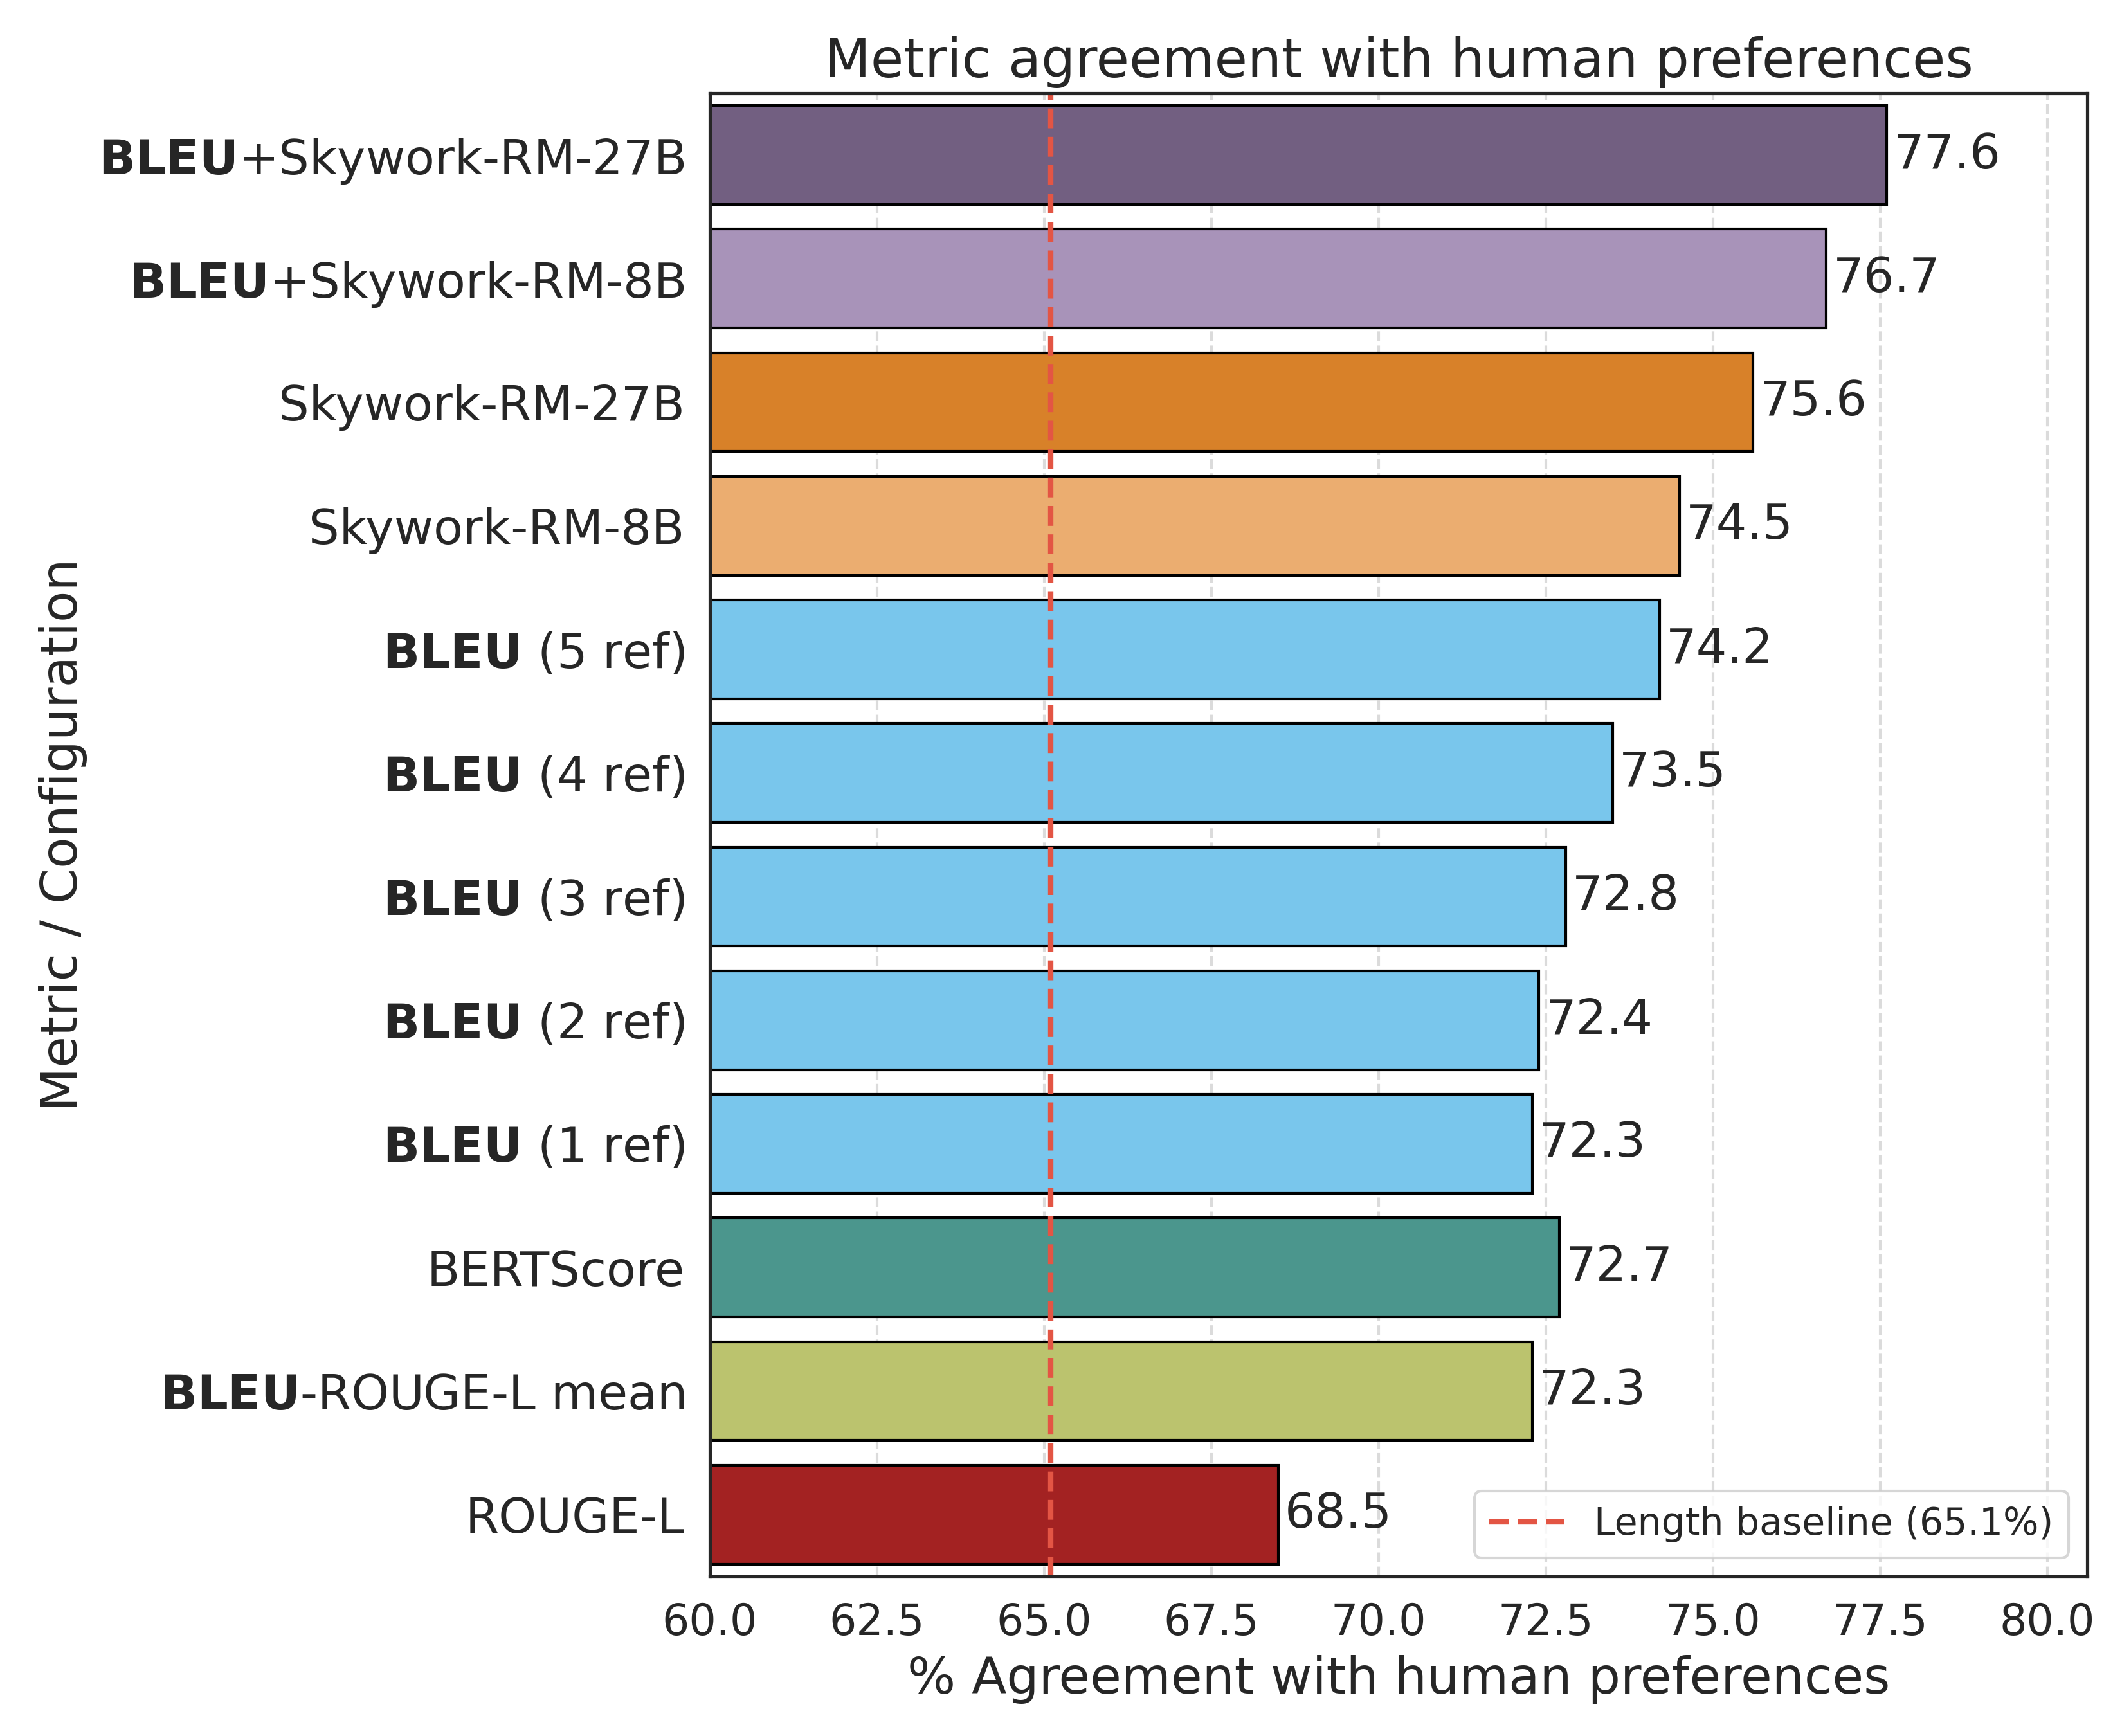 Metric agreement with human preferences
BLEU+Skywork-RM-27B 77.6
BLEU+Skywork-RM-8B 76.7
Skywork-RM-27B 75.6
Skywork-RM-8B 74.5
BLEU (5 ref) 74.2
BLEU (4 ref) 73.5
BLEU (3 ref) 72.8
BLEU (2 ref) 72.4
BLEU (1 ref) 72.3
BERTScore 72.7
BLEU-ROUGE-L mean 72.3
ROUGE-L 68.5
Length baseline (65.1%)
60.0 62.5 65.0 67.5 70.0 72.5 75.0 77.5 80.0
% Agreement with human preferences
Metric / Configuration